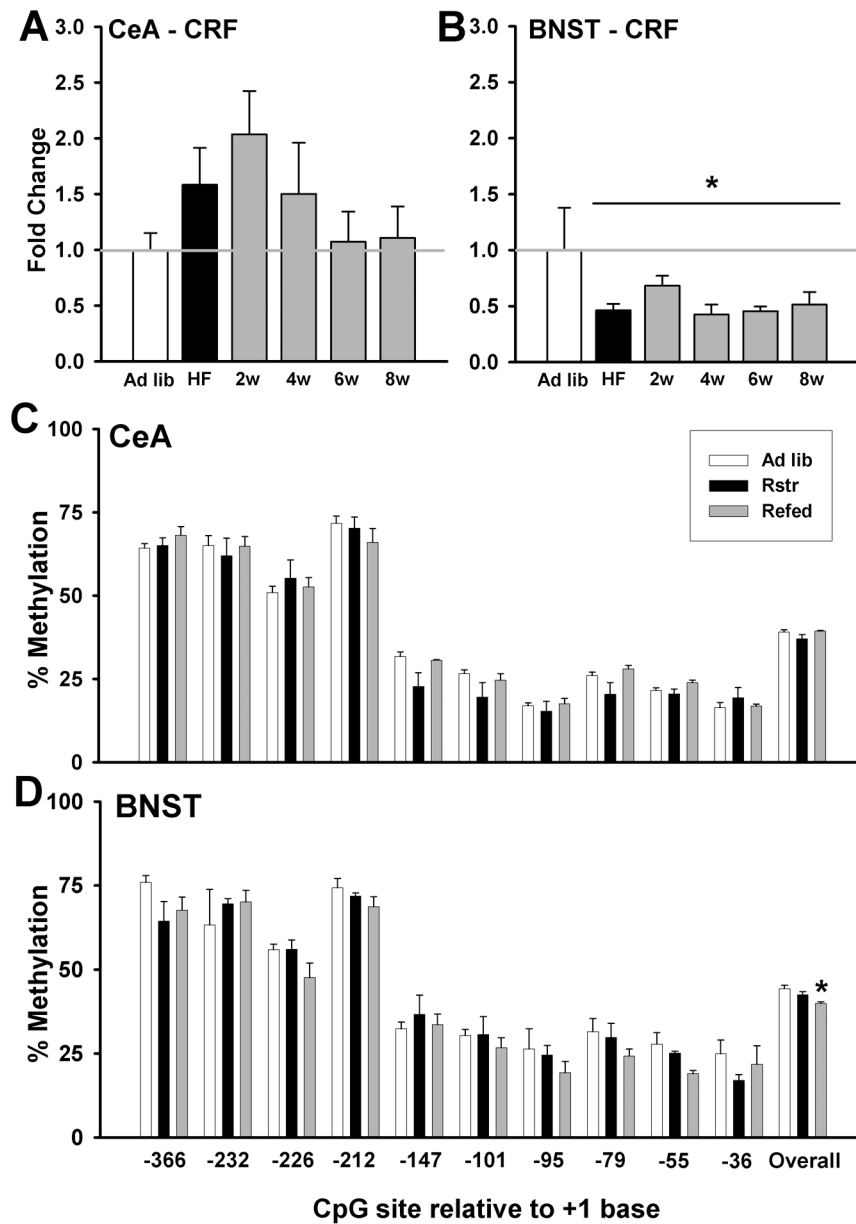 A CeA - CRF
3.0
2.5
2.0
1.5
1.0
0.5
0.0
Fold Change
Ad lib HF 2w 4w 6w 8w
B BNST - CRF
3.0
2.5
2.0
1.5
1.0
0.5
0.0
*
Ad lib HF 2w 4w 6w 8w
C CeA
100
75
50
25
0
% Methylation
Ad lib
Rstr
Refed
D BNST
100
75
50
25
0
% Methylation
*
-366 -232 -226 -212 -147 -101 -95 -79 -55 -36 Overall
CpG site relative to +1 base